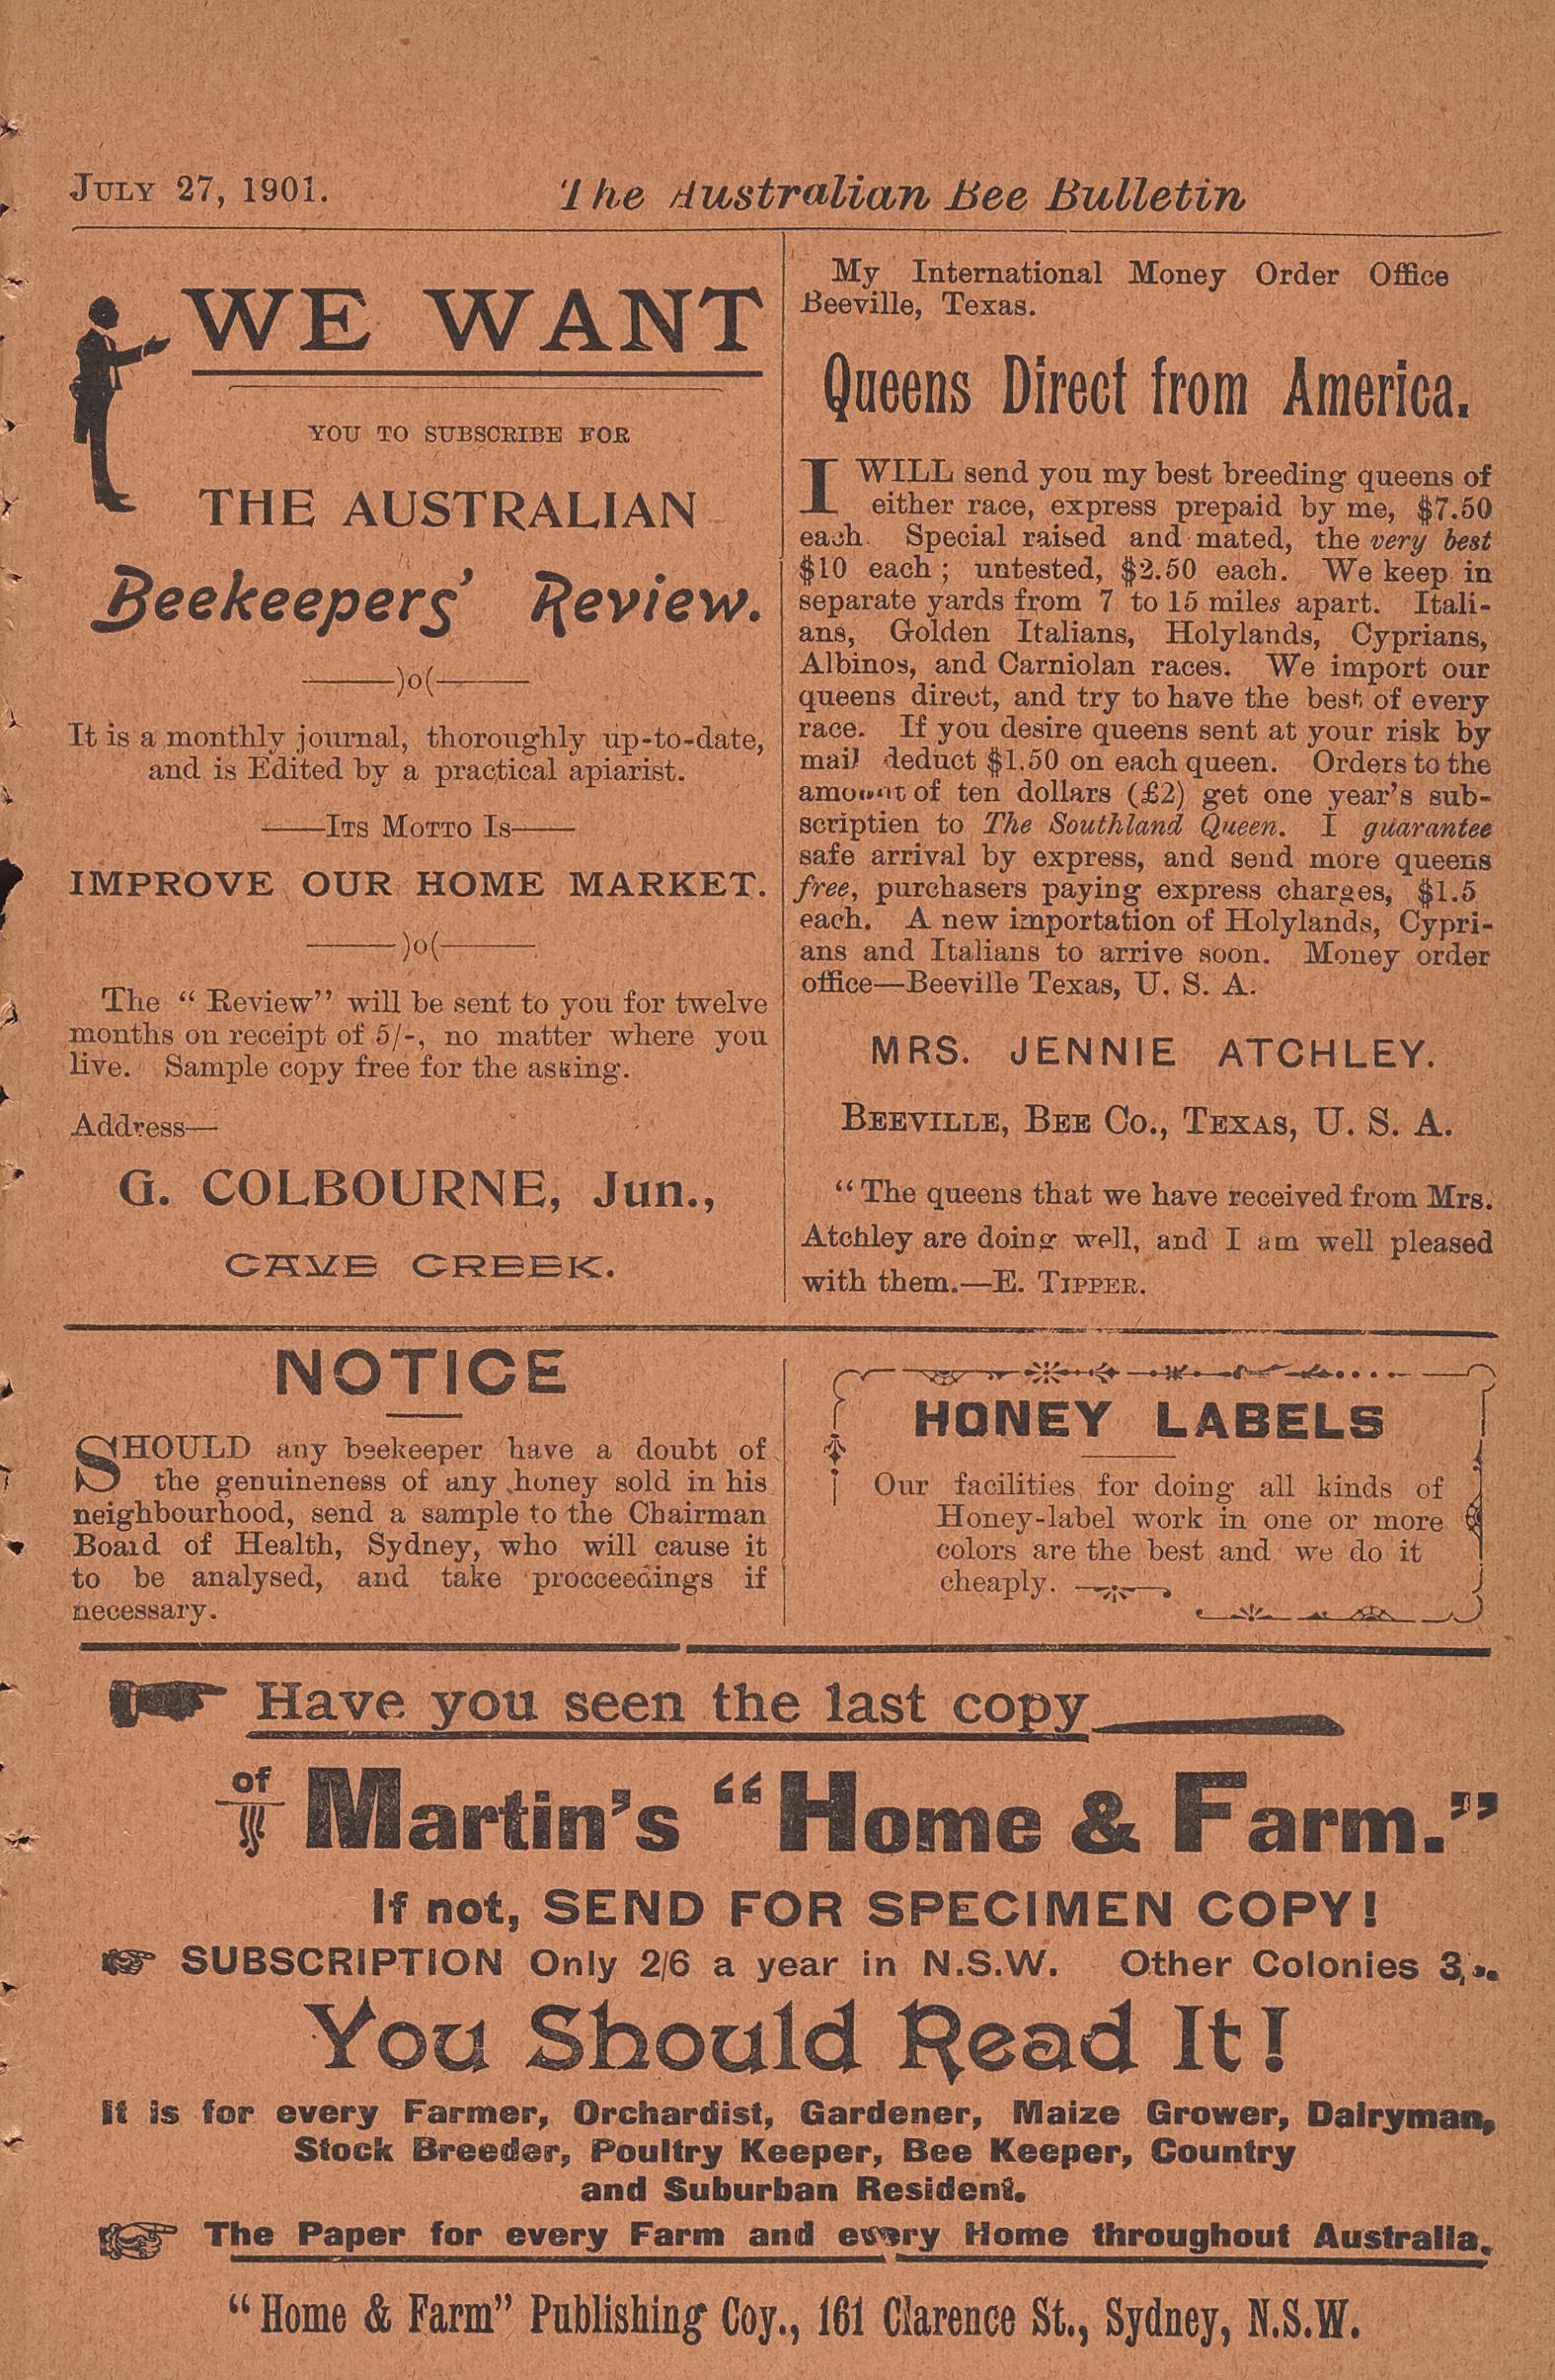 JULY 27, 1901.
The Australian Bee Bulletin
WE WANT
YOU TO SUBSCRIBE FOR
THE AUSTRALIAN
Beekeepers' Review.
——)o(——
It is a monthly journal, thoroughly up-to-date,
and is Edited by a practical apiarist.
——ITS MOTTO IS——
IMPROVE OUR HOME MARKET.
——)o(——
The " Review" will be sent to you for twelve
months on receipt of 5/-, no matter where you
live. Sample copy free for the asking.
Address—
G. COLBOURNE, Jun.,
CAVE CREEK.
My International Money Order Office
Beeville, Texas.
Queens Direct from America.
I WILL send you my best breeding queens of
either race, express prepaid by me, $7.50
each. Special raised and mated, the very best
$10 each ; untested, $2.50 each. We keep in
separate yards from 7 to 15 miles apart. Itali-
ans, Golden Italians, Holylands, Cyprians,
Albinos, and Carniolan races. We import our
queens direct, and try to have the best of every
race. If you desire queens sent at your risk by
mail deduct $1.50 on each queen. Orders to the
amount of ten dollars (£2) get one year's sub-
scriptien to The Southland Queen. I guarantee
safe arrival by express, and send more queens
free, purchasers paying express charges, $1.5
each. A new importation of Holylands, Cypri-
ans and Italians to arrive soon. Money order
office—Beeville Texas, U. S. A.
MRS. JENNIE ATCHLEY.
BEEVILLE, BEE CO., TEXAS, U. S. A.
" The queens that we have received from Mrs.
Atchley are doing well, and I am well pleased
with them.—E. TIPPER.
NOTICE
SHOULD any beekeeper have a doubt of
the genuineness of any honey sold in his
neighbourhood, send a sample to the Chairman
Board of Health, Sydney, who will cause it
to be analysed, and take procceedings if
necessary.
HONEY LABELS
Our facilities for doing all kinds of
Honey-label work in one or more
colors are the best and we do it
cheaply.
Have you seen the last copy
of Martin's "Home & Farm."
If not, SEND FOR SPECIMEN COPY!
SUBSCRIPTION Only 2/6 a year in N.S.W. Other Colonies 3
You Should Read It!
It is for every Farmer, Orchardist, Gardener, Maize Grower, Dairyman,
Stock Breeder, Poultry Keeper, Bee Keeper, Country
and Suburban Resident.
The Paper for every Farm and every Home throughout Australia.
"Home & Farm" Publishing Coy., 161 Clarence St., Sydney, N.S.W.